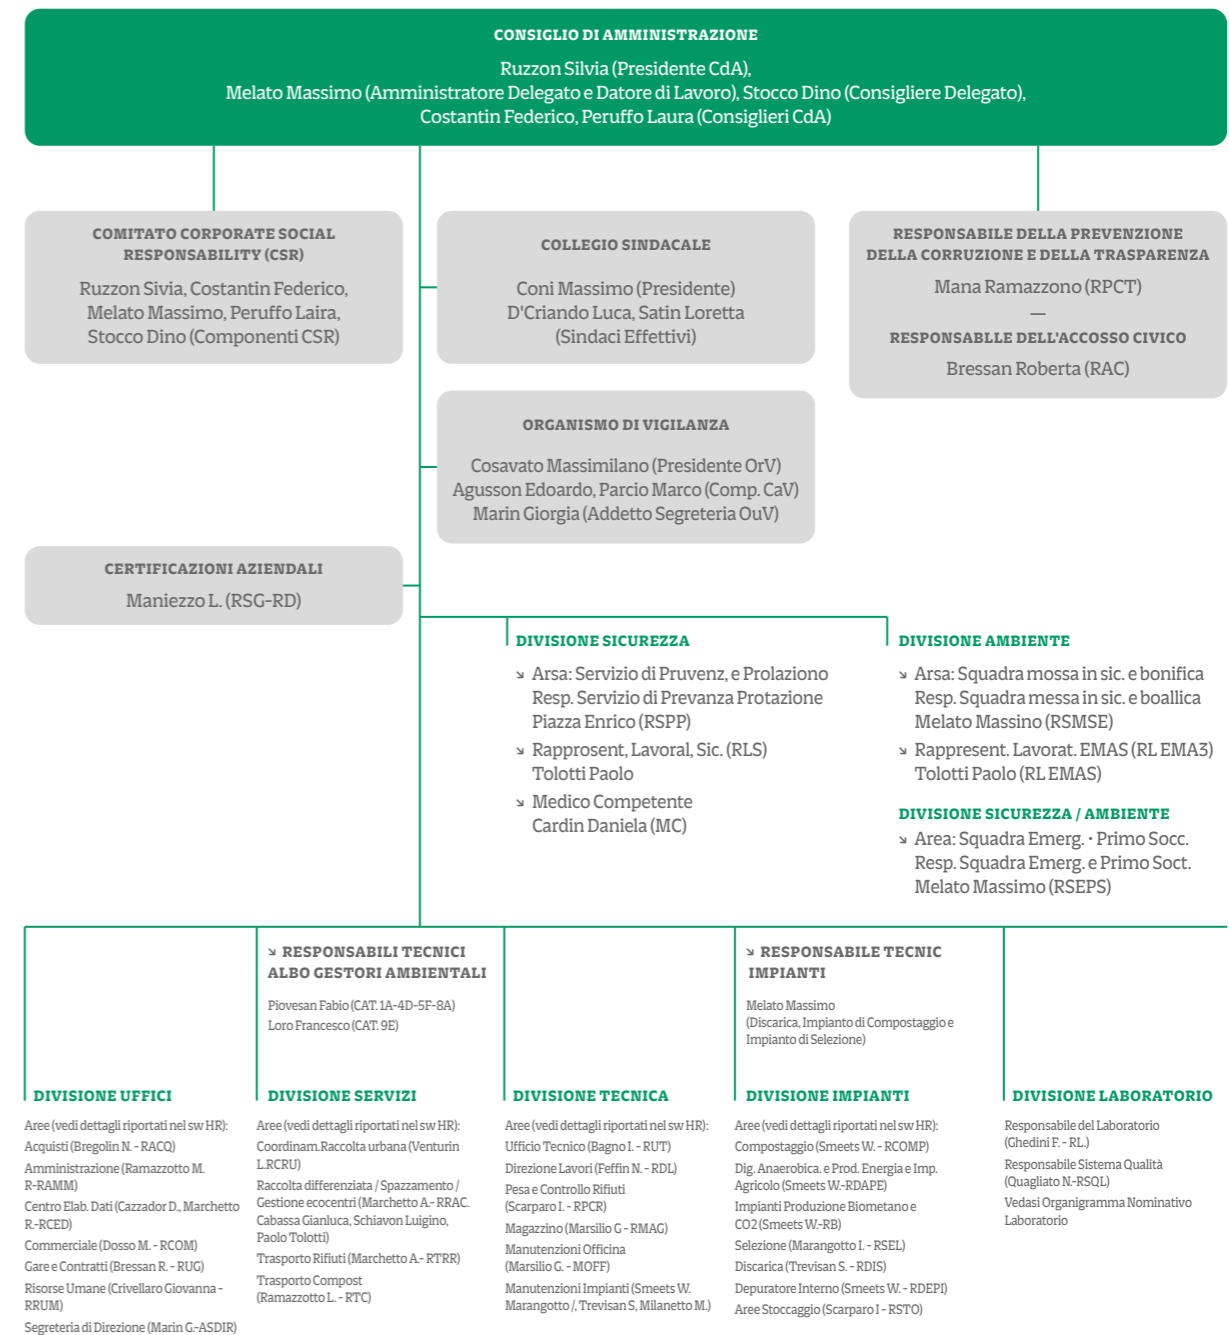 CONSIGLIO DI AMMINISTRAZIONE
Ruzzon Silvia (Presidente CdA),
Melato Massimo (Amministratore Delegato e Datore di Lavoro), Stocco Dino (Consigliere Delegato),
Costantin Federico, Peruffo Laura (Consiglieri CdA)
COMITATO CORPORATE SOCIAL
RESPONSABILITY (CSR)
Ruzzon Sivia, Costantin Federico,
Melato Massimo, Peruffo Laira,
Stocco Dino (Componenti CSR)
COLLEGIO SINDACALE
Coni Massimo (Presidente)
D'Criando Luca, Satin Loretta
(Sindaci Effettivi)
RESPONSABILE DELLA PREVENZIONE
DELLA CORRUZIONE E DELLA TRASPARENZA
Mana Ramazzono (RPCT)
—
RESPONSABLLE DELL'ACCOSSO CIVICO
Bressan Roberta (RAC)
ORGANISMO DI VIGILANZA
Cosavato Massimilano (Presidente OrV)
Agusson Edoardo, Parcio Marco (Comp. CaV)
Marin Giorgia (Addetto Segreteria OuV)
CERTIFICAZIONI AZIENDALI
Maniezzo L. (RSG-RD)
DIVISIONE SICUREZZA
↘ Arsa: Servizio di Pruvenz, e Prolaziono
Resp. Servizio di Prevanza Protazione
Piazza Enrico (RSPP)
↘ Rapprosent, Lavoral, Sic. (RLS)
Tolotti Paolo
↘ Medico Competente
Cardin Daniela (MC)
DIVISIONE AMBIENTE
↘ Arsa: Squadra mossa in sic. e bonifica
Resp. Squadra messa in sic. e boallica
Melato Massino (RSMSE)
↘ Rappresent. Lavorat. EMAS (RL EMA3)
Tolotti Paolo (RL EMAS)
DIVISIONE SICUREZZA / AMBIENTE
↘ Area: Squadra Emerg. · Primo Socc.
Resp. Squadra Emerg. e Primo Soct.
Melato Massimo (RSEPS)
↘ RESPONSABILI TECNICI
ALBO GESTORI AMBIENTALI
Piovesan Fabio (CAT. 1A-4D-5F-8A)
Loro Francesco (CAT. 9E)
↘ RESPONSABILE TECNIC
IMPIANTI
Melato Massimo
(Discarica, Impianto di Compostaggio e
Impianto di Selezione)
DIVISIONE UFFICI
Aree (vedi dettagli riportati nel sw HR):
Acquisti (Bregolin N. - RACQ)
Amministrazione (Ramazzotto M.
R-RAMM)
Centro Elab. Dati (Cazzador D., Marchetto
R.-RCED)
Commerciale (Dosso M. - RCOM)
Gare e Contratti (Bressan R. - RUG)
Risorse Umane (Crivellaro Giovanna -
RRUM)
Segreteria di Direzione (Marin G.-ASDIR)
DIVISIONE SERVIZI
Aree (vedi dettagli riportati nel sw HR):
Coordinam.Raccolta urbana (Venturin
L.RCRU)
Raccolta differenziata / Spazzamento /
Gestione ecocentri (Marchetto A.- RRAC.
Cabassa Gianluca, Schiavon Luigino,
Paolo Tolotti)
Trasporto Rifiuti (Marchetto A.- RTRR)
Trasporto Compost
(Ramazzotto L. - RTC)
DIVISIONE TECNICA
Aree (vedi dettagli riportati nel sw HR):
Ufficio Tecnico (Bagno I. - RUT)
Direzione Lavori (Feffin N. - RDL)
Pesa e Controllo Rifiuti
(Scarparo I. - RPCR)
Magazzino (Marsilio G - RMAG)
Manutenzioni Officina
(Marsilio G. - MOFF)
Manutenzioni Impianti (Smeets W.
Marangotto /, Trevisan S, Milanetto M.)
DIVISIONE IMPIANTI
Aree (vedi dettagli riportati nel sw HR):
Compostaggio (Smeets W. - RCOMP)
Dig. Anaerobica. e Prod. Energia e Imp.
Agricolo (Smeets W.-RDAPE)
Impianti Produzione Biometano e
CO2 (Smeets W.-RB)
Selezione (Marangotto I. - RSEL)
Discarica (Trevisan S. - RDIS)
Depuratore Interno (Smeets W. - RDEPI)
Aree Stoccaggio (Scarparo I - RSTO)
DIVISIONE LABORATORIO
Responsabile del Laboratorio
(Ghedini F. - RL.)
Responsabile Sistema Qualità
(Quagliato N.-RSQL)
Vedasi Organigramma Nominativo
Laboratorio